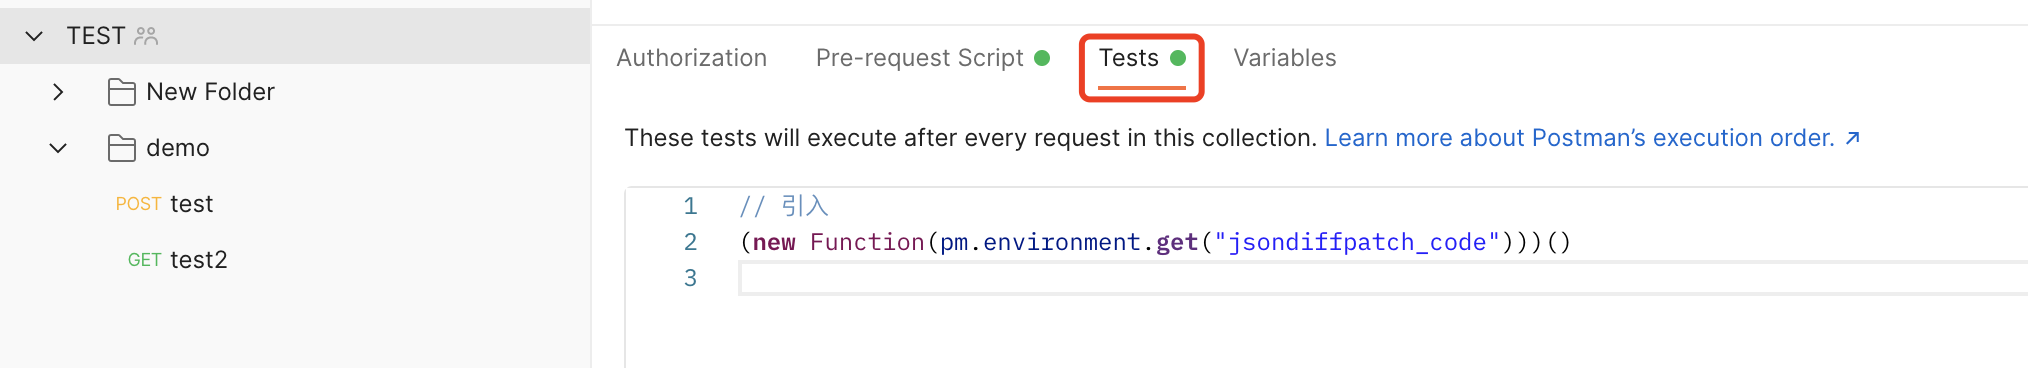 TEST
New Folder
demo
POST test
GET test2
Authorization Pre-request Script Tests Variables
These tests will execute after every request in this collection. Learn more about Postman’s execution order. ↗
1 // 引入
2 (new Function(pm.environment.get("jsondiffpatch_code")))()
3